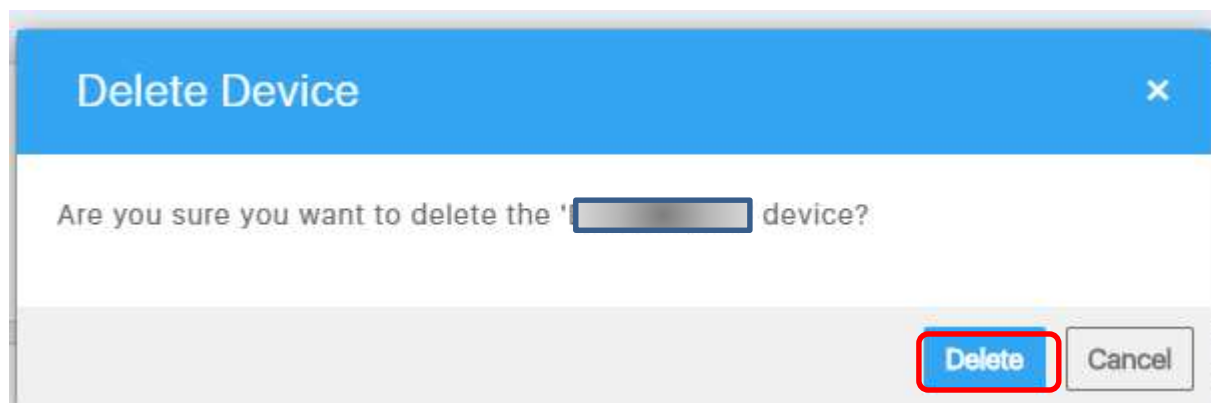 Delete Device
×
Are you sure you want to delete the ' device?
Delete
Cancel